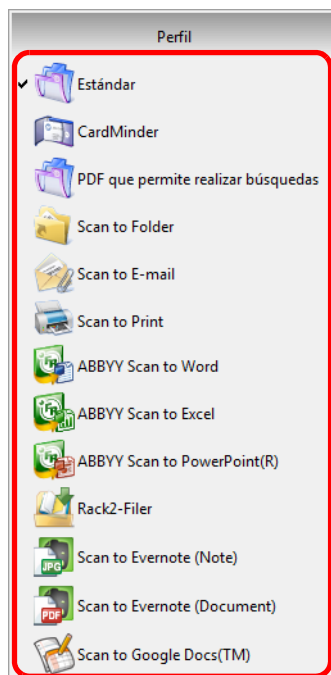 Perfil
Estándar
CardMinder
PDF que permite realizar búsquedas
Scan to Folder
Scan to E-mail
Scan to Print
ABBYY Scan to Word
ABBYY Scan to Excel
ABBYY Scan to PowerPoint(R)
Rack2-Filer
JPG Scan to Evernote (Note)
PDF Scan to Evernote (Document)
Scan to Google Docs(TM)